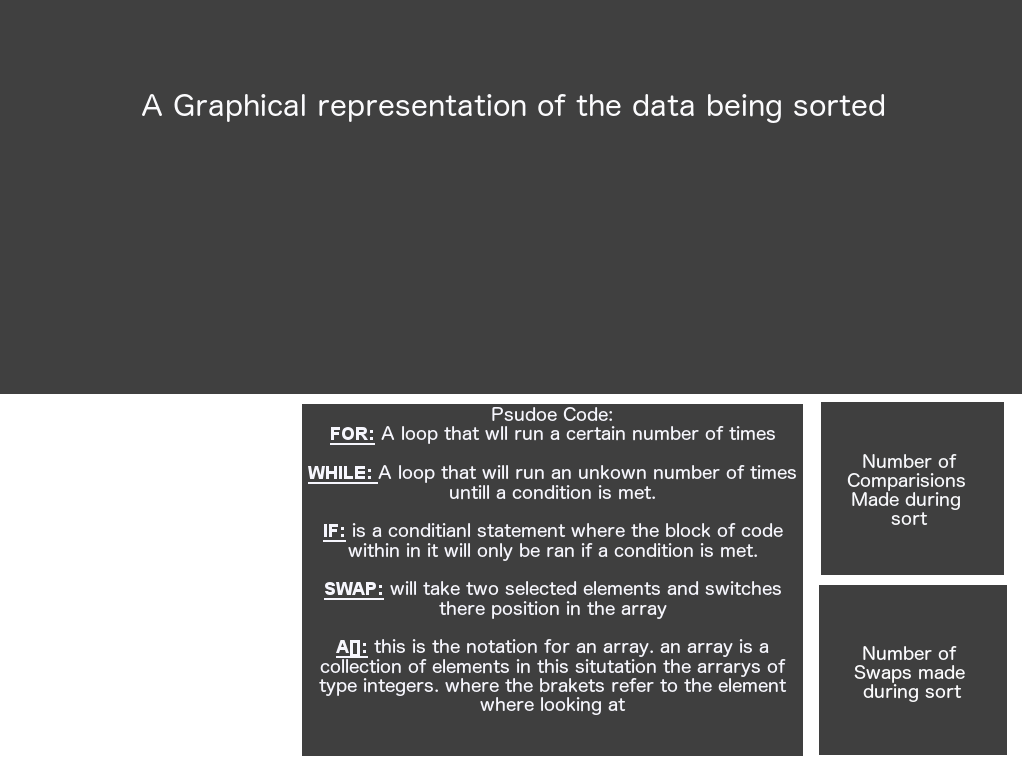 A Graphical representation of the data being sorted
Psudoe Code:
FOR: A loop that wll run a certain number of times
WHILE: A loop that will run an unkown number of times
untill a condition is met.
IF: is a conditianl statement where the block of code
within in it will only be ran if a condition is met.
SWAP: will take two selected elements and switches
there position in the array
A[]: this is the notation for an array. an array is a
collection of elements in this situtation the arrarys of
type integers. where the brakets refer to the element
where looking at
Number of
Comparisions
Made during
sort
Number of
Swaps made
during sort